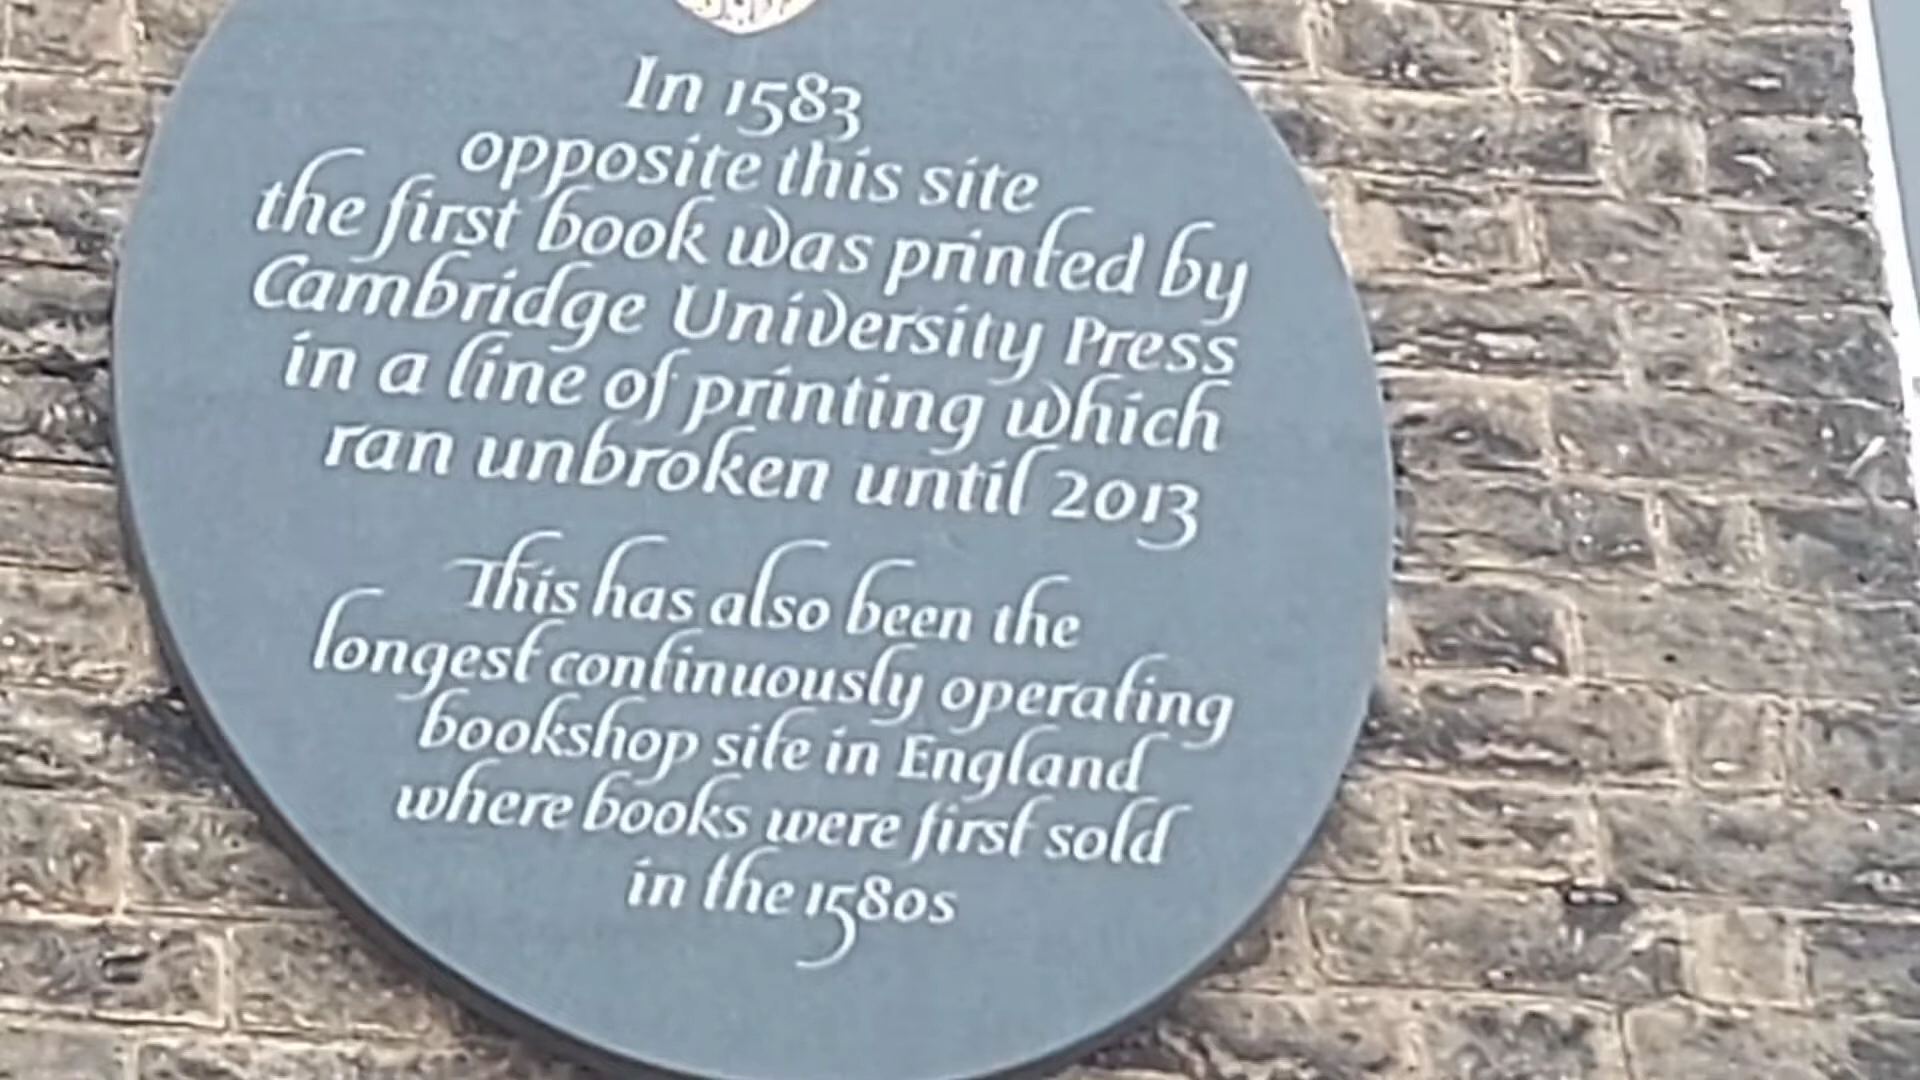 In 1583
opposite this site
the first book was printed by
Cambridge University Press
in a line of printing which
ran unbroken until 2013
This has also been the
longest continuously operating
bookshop site in England
where books were first sold
in the 1580s